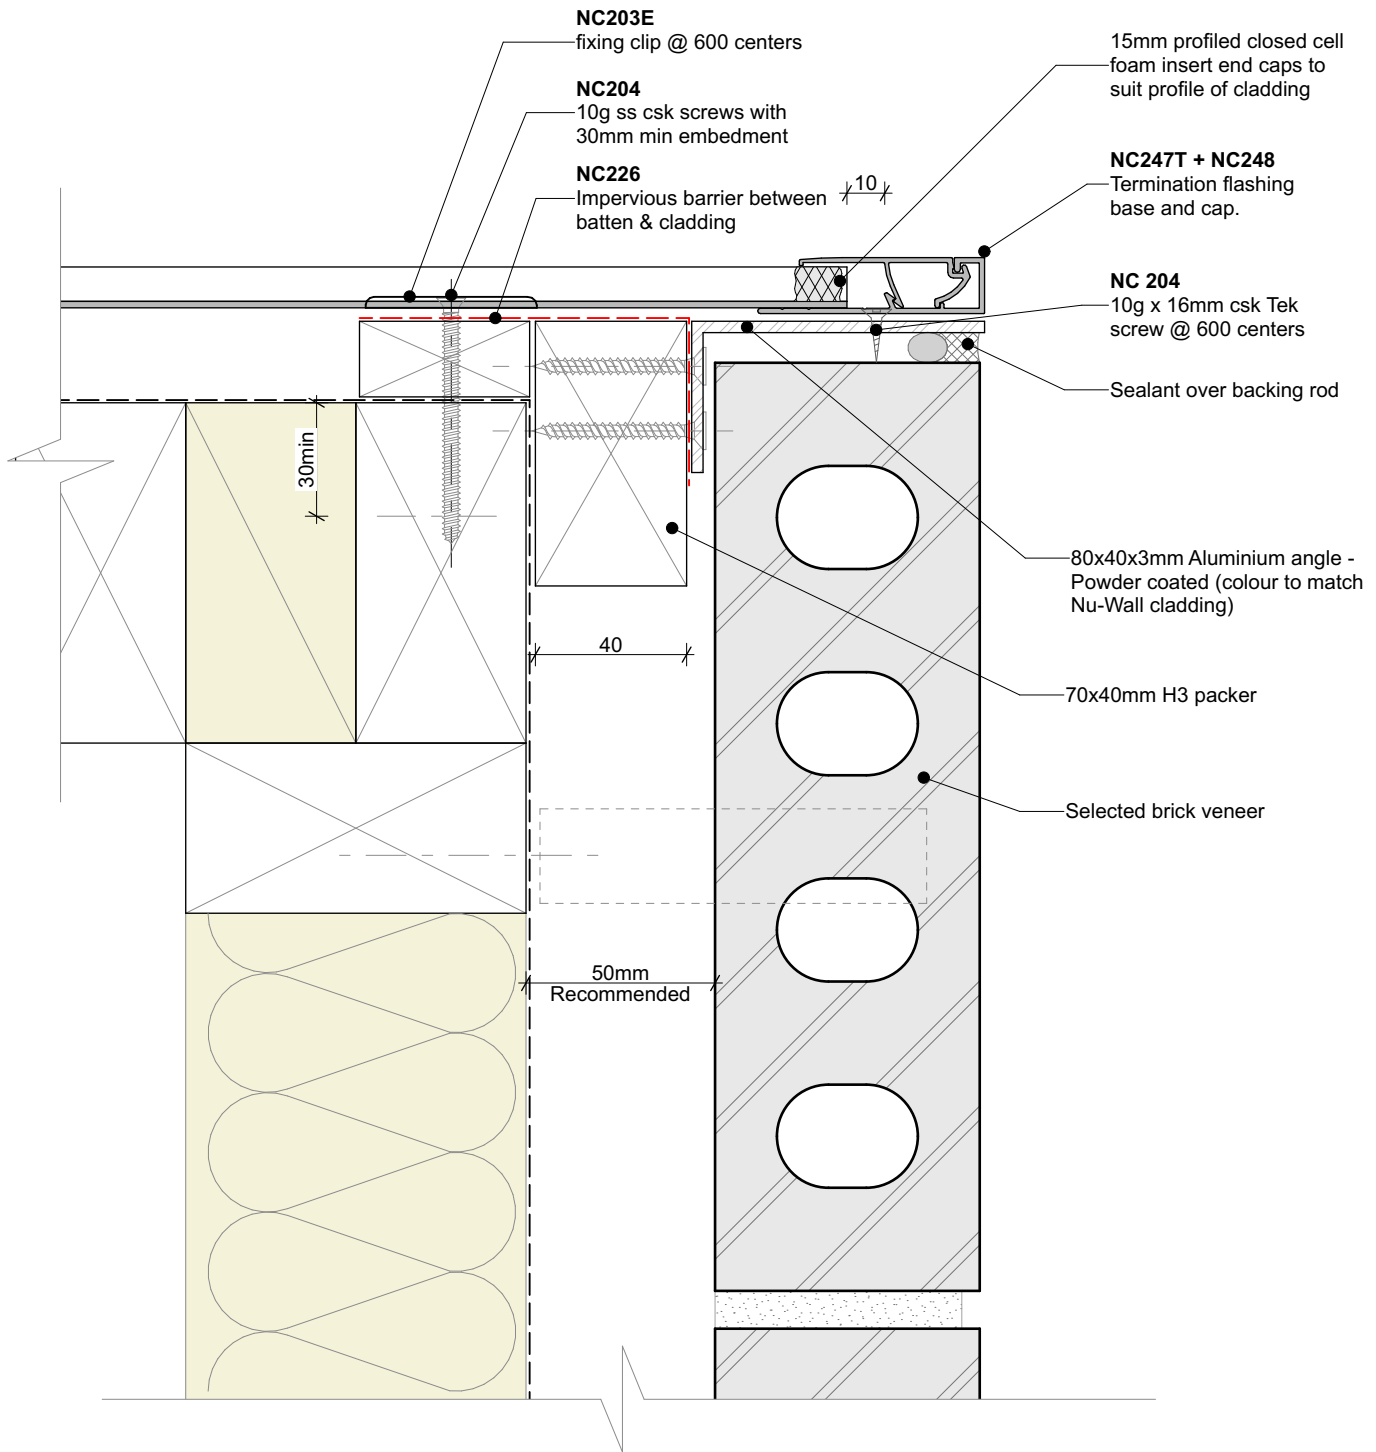 NC203E
fixing clip @ 600 centers
NC204
10g ss csk screws with
30mm min embedment
NC226
Impervious barrier between
batten & cladding
10
15mm profiled closed cell
foam insert end caps to
suit profile of cladding
NC247T + NC248
Termination flashing
base and cap.
NC 204
10g x 16mm csk Tek
screw @ 600 centers
Sealant over backing rod
30min
80x40x3mm Aluminium angle -
Powder coated (colour to match
Nu-Wall cladding)
40
70x40mm H3 packer
Selected brick veneer
50mm
Recommended